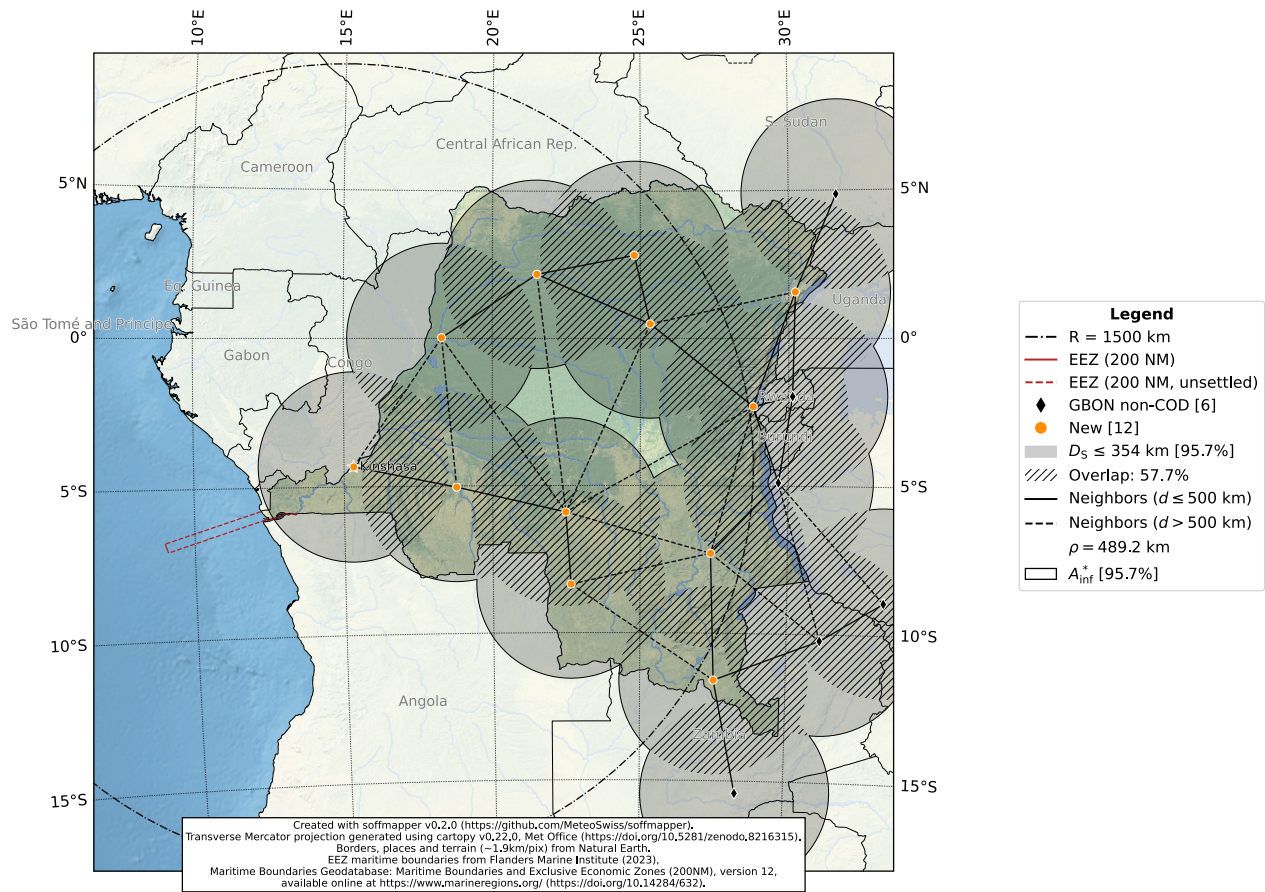 10°E
15°E
20°E
25°E
30°E
S. Sudan
Central African Rep.
Cameroon
5°N
5°N
Eq. Guinea
Uganda
São Tomé and Principe
0°
0°
Gabon
Congo
Rwanda
Burundi
Kinshasa
5°S
5°S
10°S
10°S
Angola
Zambia
15°S
15°S
Legend
R = 1500 km
EEZ (200 NM)
EEZ (200 NM, unsettled)
GBON non-COD [6]
New [12]
D_S ≤ 354 km [95.7%]
Overlap: 57.7%
Neighbors (d ≤ 500 km)
Neighbors (d > 500 km)
ρ = 489.2 km
A*_inf [95.7%]
Created with soffmapper v0.2.0 (https://github.com/MeteoSwiss/soffmapper).
Transverse Mercator projection generated using cartopy v0.22.0, Met Office (https://doi.org/10.5281/zenodo.8216315).
Borders, places and terrain (~1.9km/pix) from Natural Earth.
EEZ maritime boundaries from Flanders Marine Institute (2023),
Maritime Boundaries Geodatabase: Maritime Boundaries and Exclusive Economic Zones (200NM), version 12,
available online at https://www.marineregions.org/ (https://doi.org/10.14284/632).